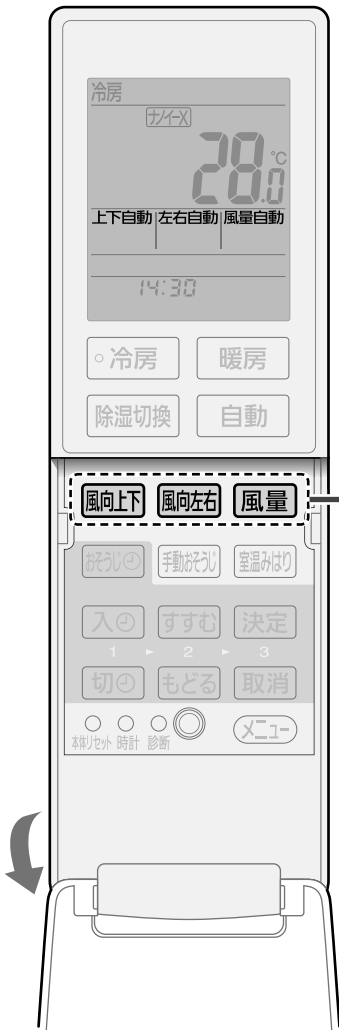 冷房
ナノイーX
28.0℃
上下自動 左右自動 風量自動
14:30
冷房 暖房
除湿切換 自動
風向上下 風向左右 風量
おそうじ 手動おそうじ 室温みはり
入 すすむ 決定
1 2 3
切 もどる 取消
本体リセット 時計 診断 メニュー